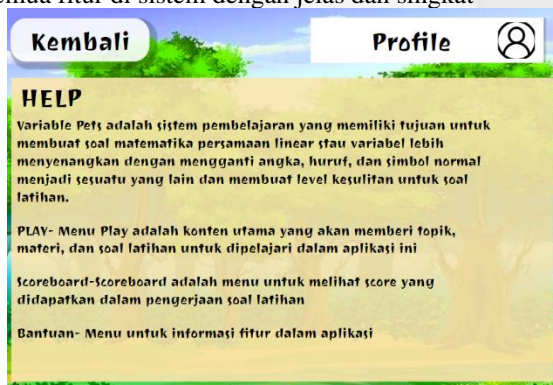 di sistem dengan jelas dan singkat
Kembali
Profile
HELP
Variable Pets adalah sistem pembelajaran yang memiliki tujuan untuk
membuat soal matematika persamaan linear stau variabel lebih
menyenangkan dengan mengganti angka, huruf, dan simbol normal
menjadi sesuatu yang lain dan membuat level kesulitan untuk soal
latihan.
PLAY- Menu Play adalah konten utama yang akan memberi topik,
materi, dan soal latihan untuk dipelajari dalam aplikasi ini
Scoreboard-Scoreboard adalah menu untuk melihat score yang
didapatkan dalam pengerjaan soal latihan
Bantuan- Menu untuk informasi fitur dalam aplikasi